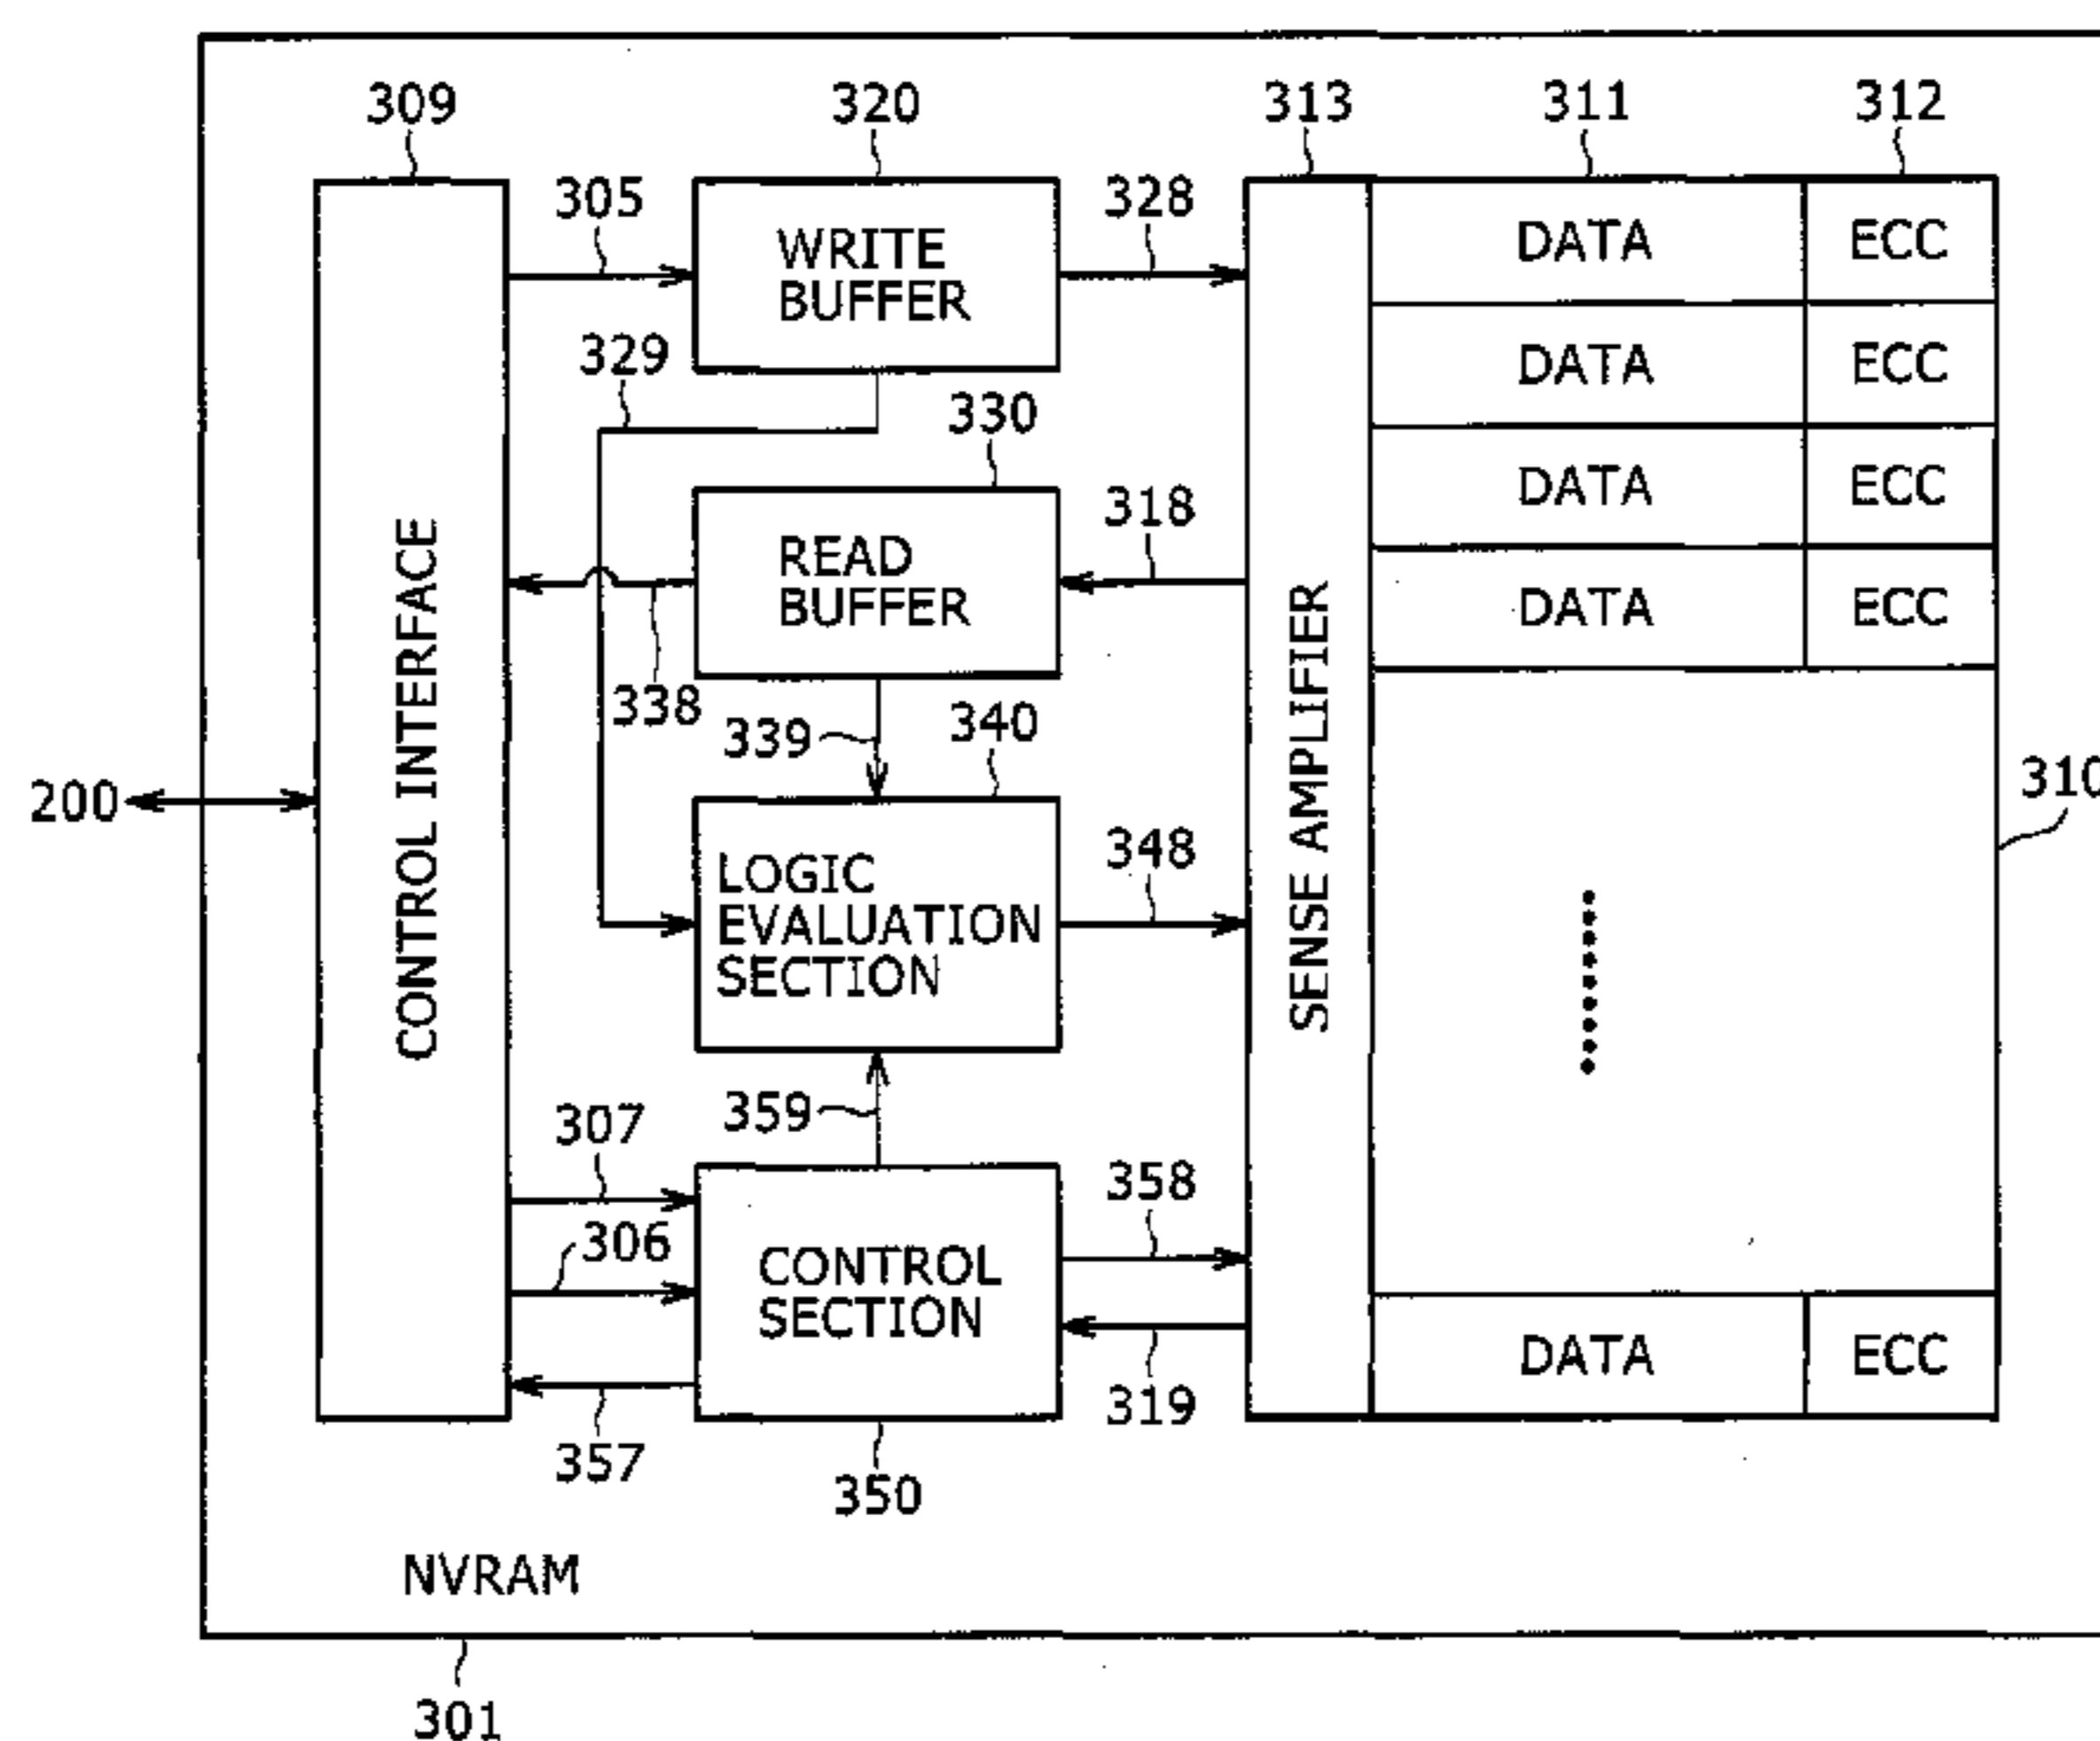 309
320
313
311
312
305
328
WRITE
BUFFER
DATA
ECC
329
DATA
ECC
330
318
DATA
ECC
READ
BUFFER
DATA
ECC
338
339
340
310
200
CONTROL INTERFACE
SENSE AMPLIFIER
348
LOGIC
EVALUATION
SECTION
359
307
358
306
CONTROL
SECTION
DATA
ECC
319
357
350
NVRAM
301